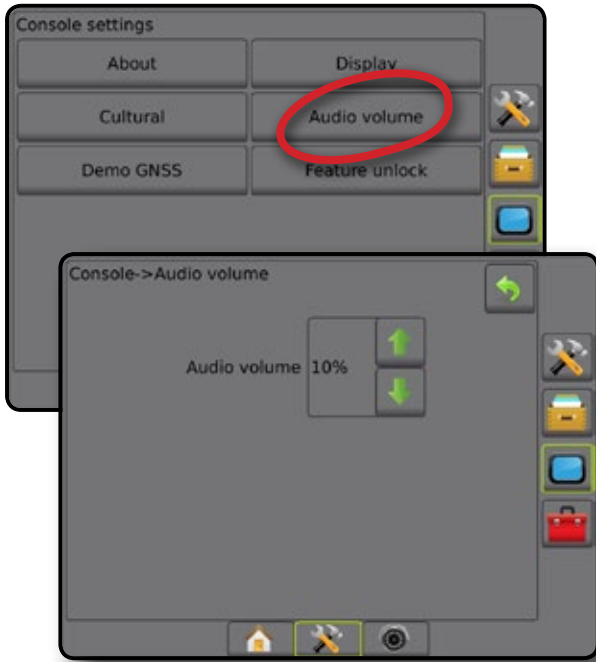 Console settings
About
Display
Cultural
Audio volume
Demo GNSS
Feature unlock
Console->Audio volume
Audio volume 10%